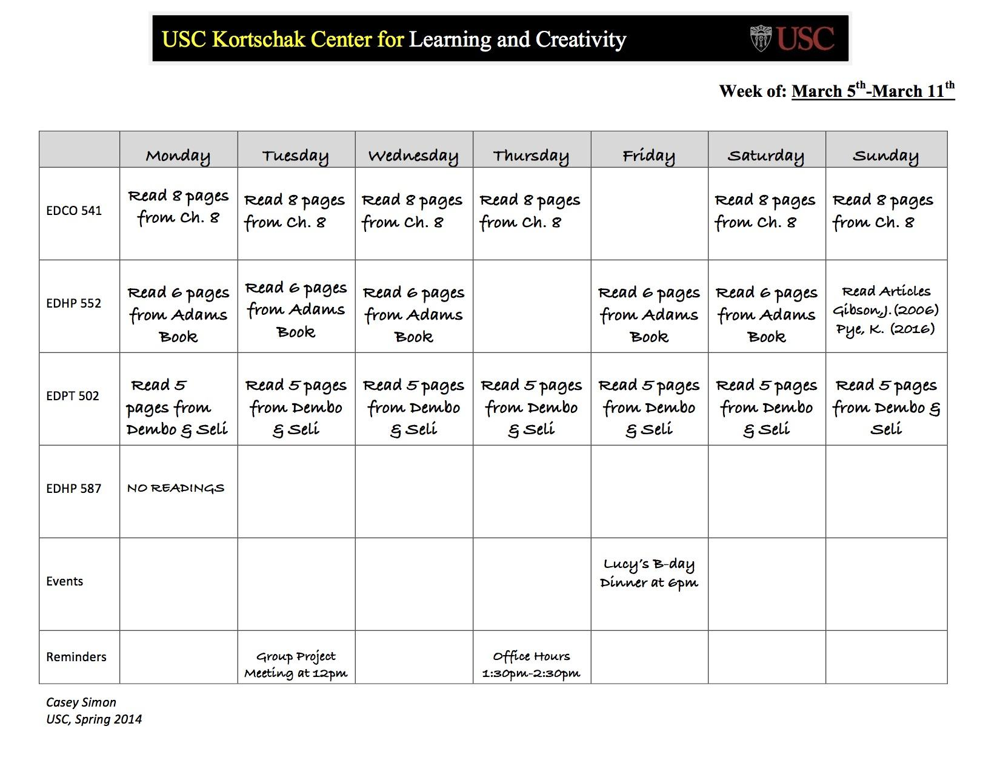 USC Kortschak Center for Learning and Creativity
USC
Week of: March 5th-March 11th
Monday Tuesday Wednesday Thursday Friday Saturday Sunday
EDCO 541
Read 8 pages
from Ch. 8
Read 8 pages
from Ch. 8
Read 8 pages
from Ch. 8
Read 8 pages
from Ch. 8
Read 8 pages
from Ch. 8
Read 8 pages
from Ch. 8
EDHP 552
Read 6 pages
from Adams
Book
Read 6 pages
from Adams
Book
Read 6 pages
from Adams
Book
Read 6 pages
from Adams
Book
Read 6 pages
from Adams
Book
Read Articles
Gibson,J.(2006)
Pye, K. (2016)
EDPT 502
Read 5
pages from
Dembo & Seli
Read 5 pages
from Dembo
& Seli
Read 5 pages
from Dembo
& Seli
Read 5 pages
from Dembo
& Seli
Read 5 pages
from Dembo
& Seli
Read 5 pages
from Dembo
& Seli
Read 5 pages
from Dembo &
Seli
EDHP 587
NO READINGS
Events
Lucy's B-day
Dinner at 6pm
Reminders
Group Project
Meeting at 12pm
Office Hours
1:30pm-2:30pm
Casey Simon
USC, Spring 2014